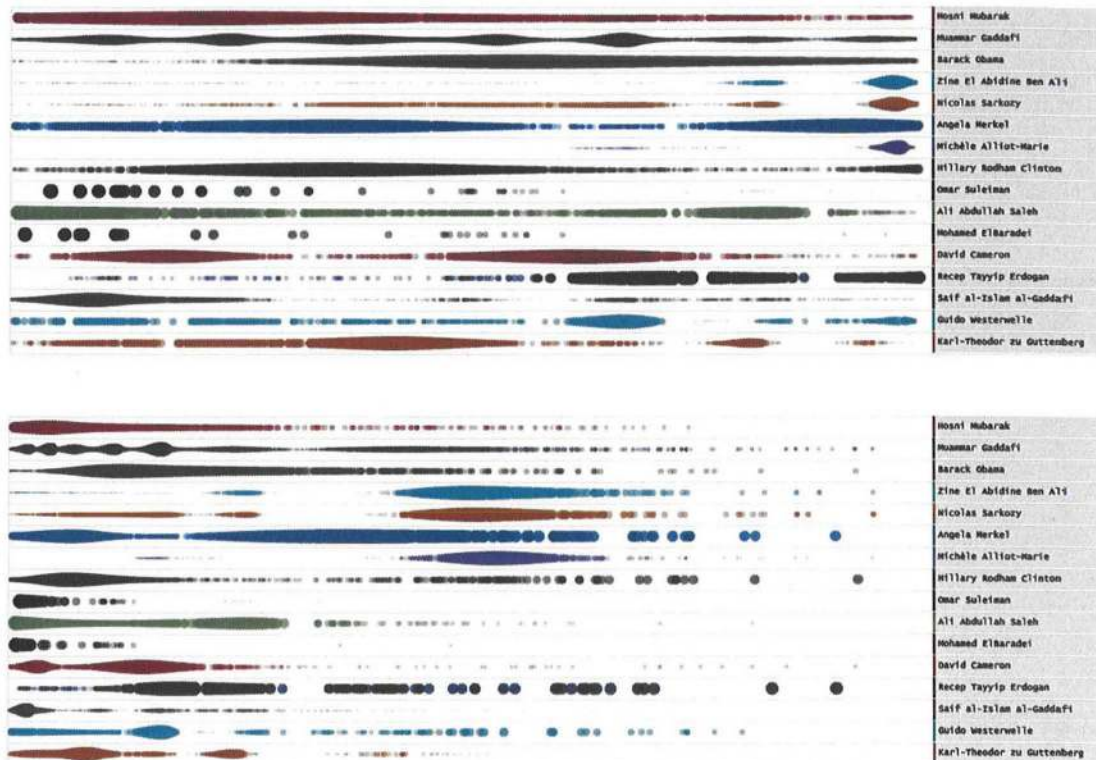 Hosni Mubarak
Muammar Gaddafi
Barack Obama
Zine El Abidine Ben Ali
Nicolas Sarkozy
Angela Merkel
Michèle Alliot-Marie
Hillary Rodham Clinton
Omar Suleiman
Ali Abdullah Saleh
Mohamed ElBaradei
David Cameron
Recep Tayyip Erdogan
Saif al-Islam al-Gaddafi
Guido Westerwelle
Karl-Theodor zu Guttenberg
Hosni Mubarak
Muammar Gaddafi
Barack Obama
Zine El Abidine Ben Ali
Nicolas Sarkozy
Angela Merkel
Michèle Alliot-Marie
Hillary Rodham Clinton
Omar Suleiman
Ali Abdullah Saleh
Mohamed ElBaradei
David Cameron
Recep Tayyip Erdogan
Saif al-Islam al-Gaddafi
Guido Westerwelle
Karl-Theodor zu Guttenberg